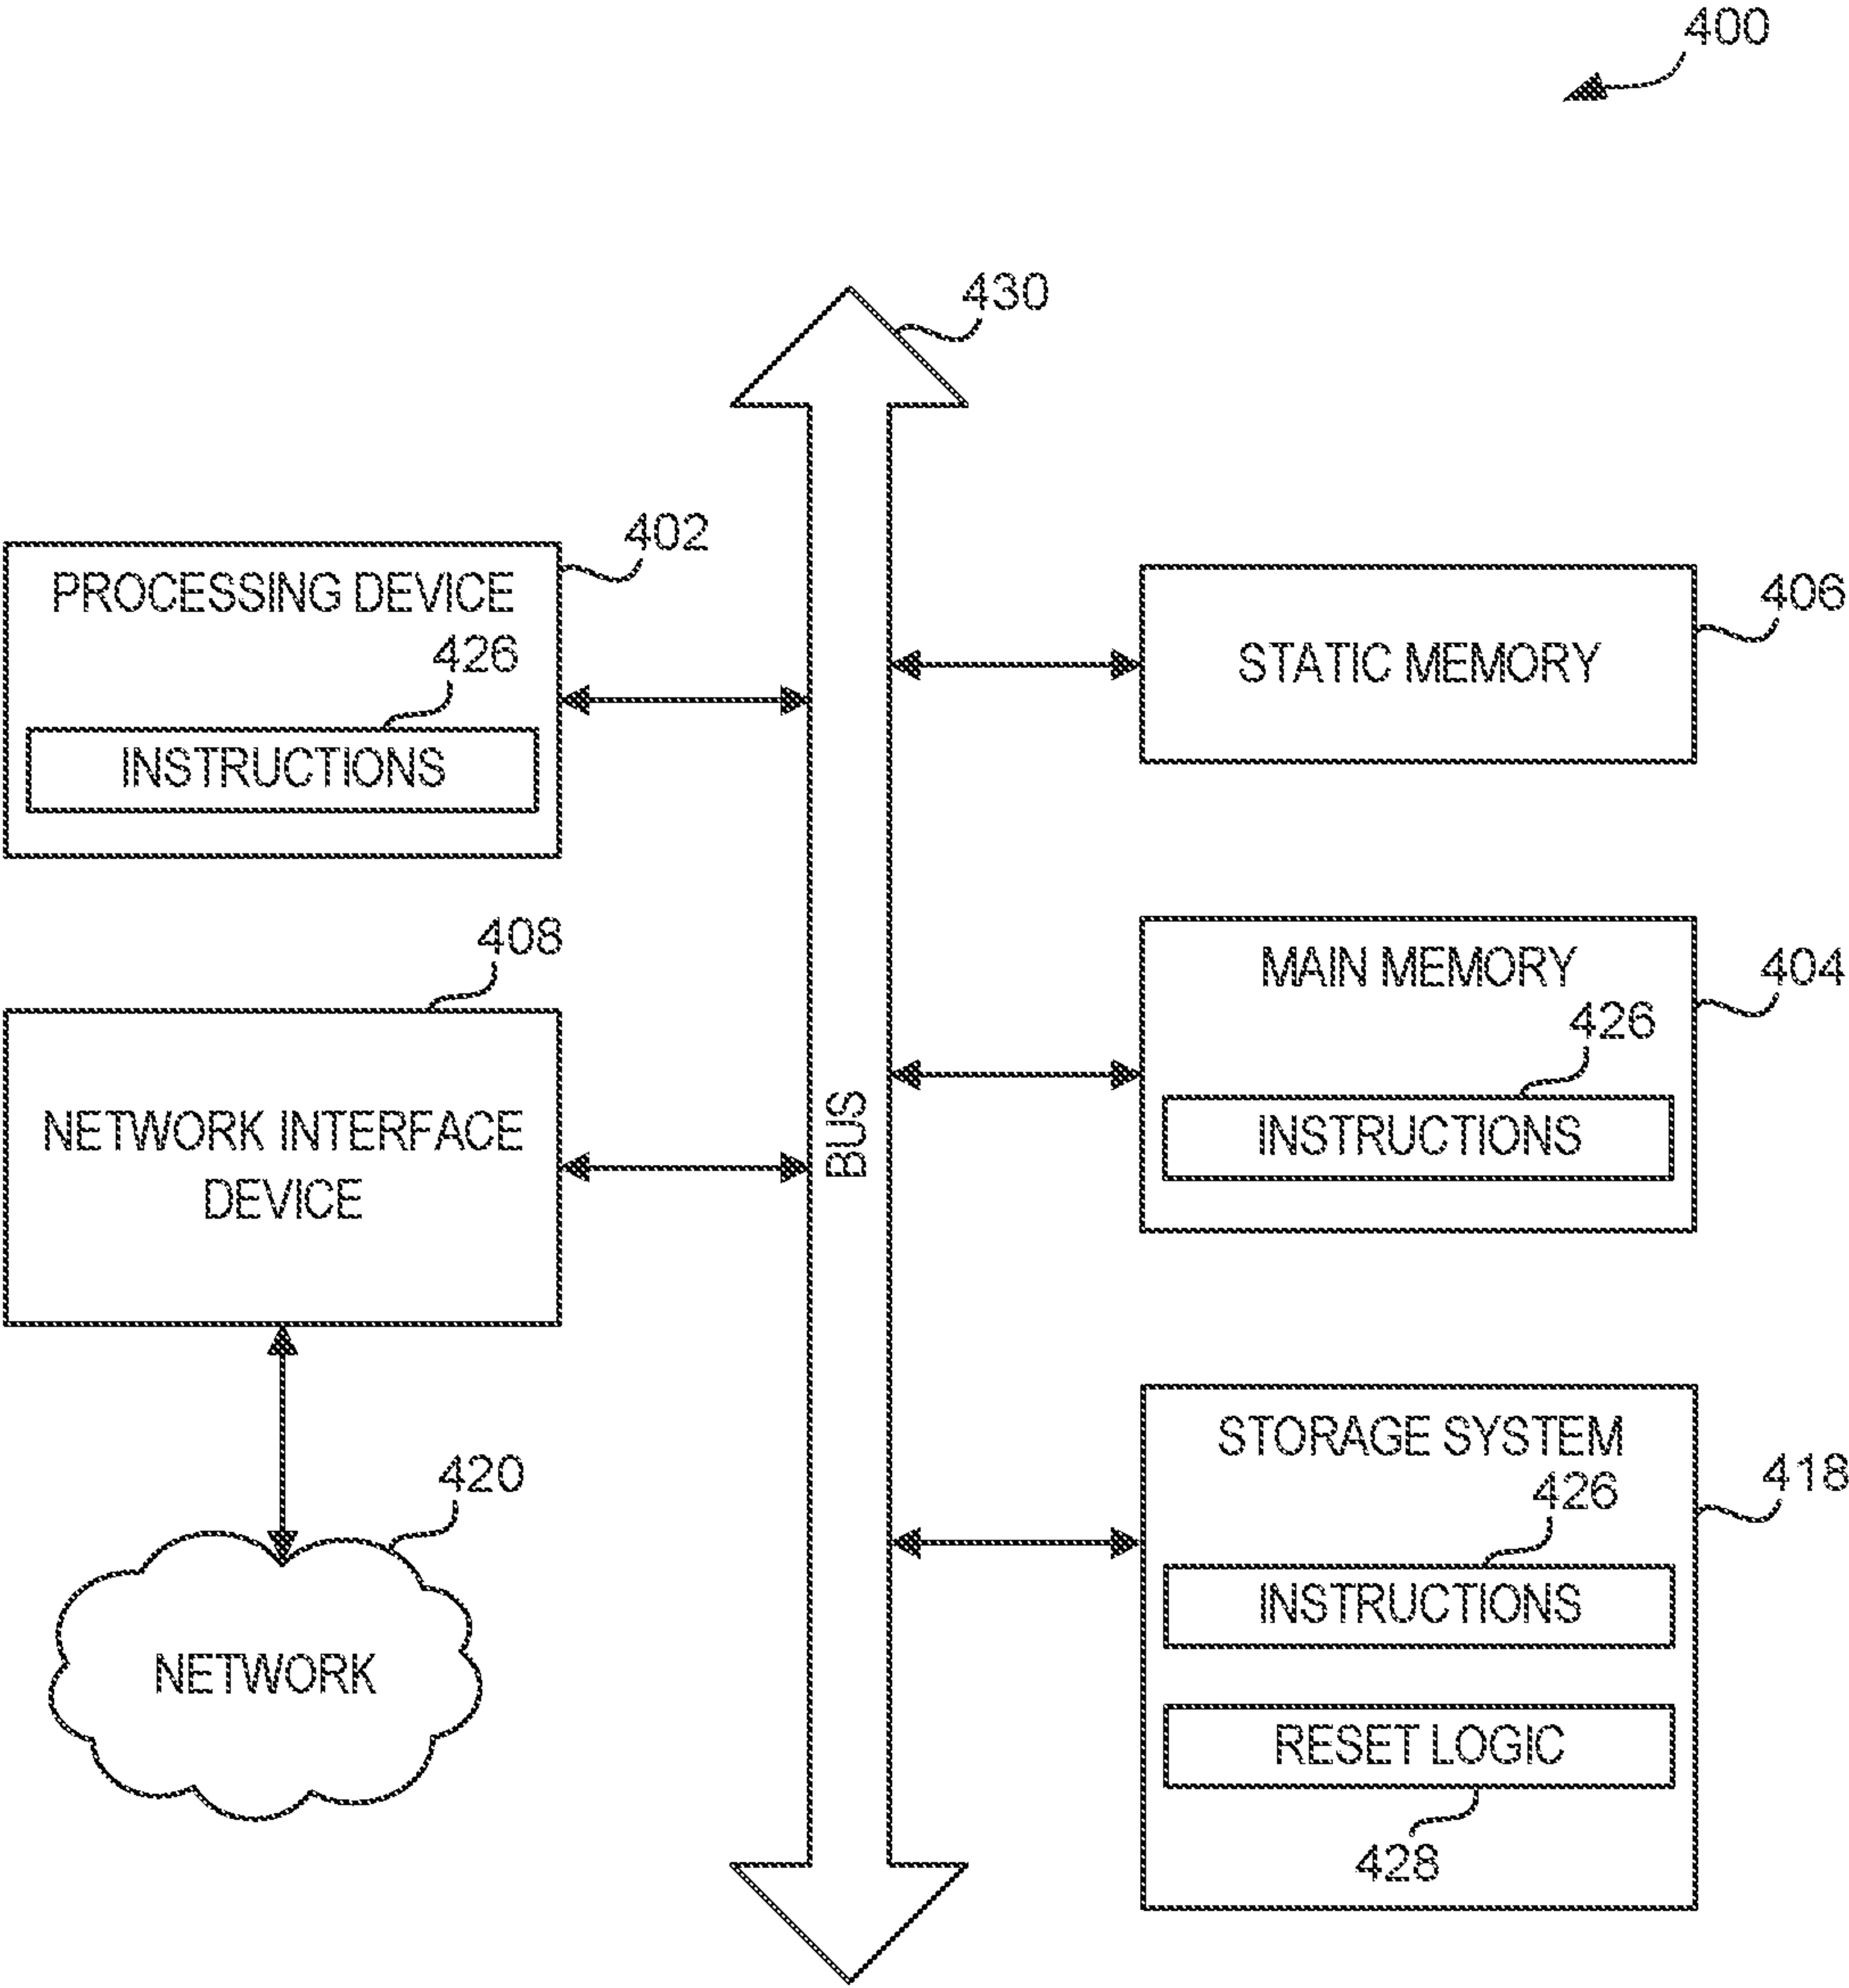 400
430
402
PROCESSING DEVICE
426
INSTRUCTIONS
406
STATIC MEMORY
408
NETWORK INTERFACE
DEVICE
404
MAIN MEMORY
426
INSTRUCTIONS
BUS
420
NETWORK
418
STORAGE SYSTEM
426
INSTRUCTIONS
RESET LOGIC
428